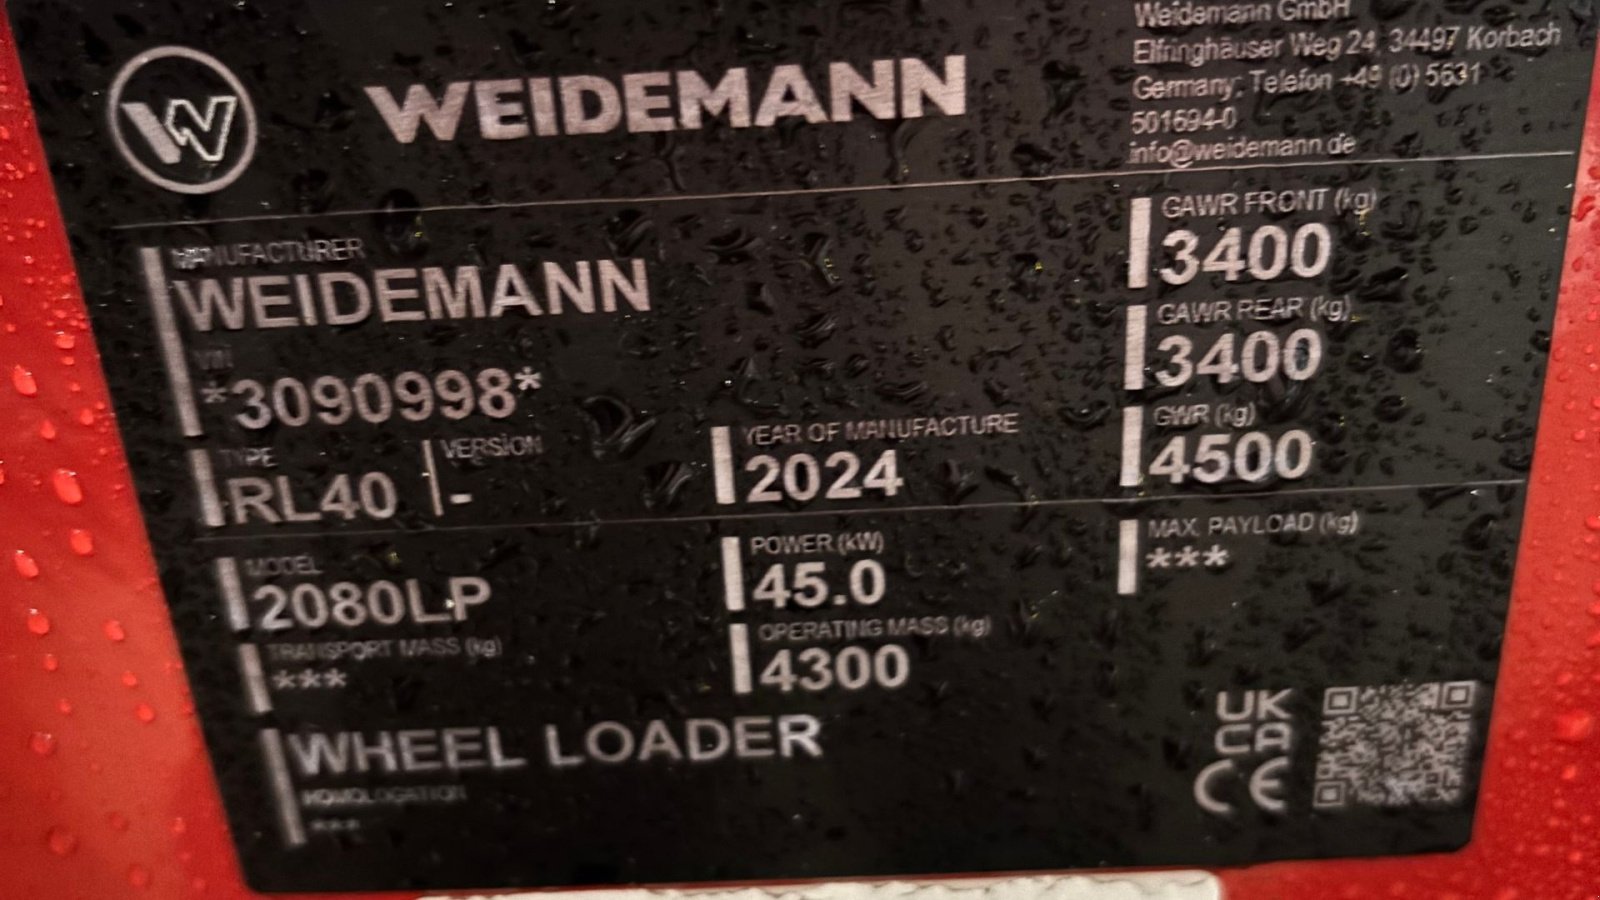 W
WEIDEMANN
Weidemann GmbH
Elfringhäuser Weg 24, 34497 Korbach
Germany; Telefon +49 (0) 5631
501694-0
info@weidemann.de
MANUFACTURER
WEIDEMANN
VIN
*3090998*
TYPE
RL40
VERSION
-
YEAR OF MANUFACTURE
2024
GAWR FRONT (kg)
3400
GAWR REAR (kg)
3400
GWR (kg)
4500
MODEL
2080LP
POWER (kW)
45.0
MAX. PAYLOAD (kg)
***
TRANSPORT MASS (kg)
***
OPERATING MASS (kg)
4300
WHEEL LOADER
HOMOLOGATION
***
UK
CA
CE